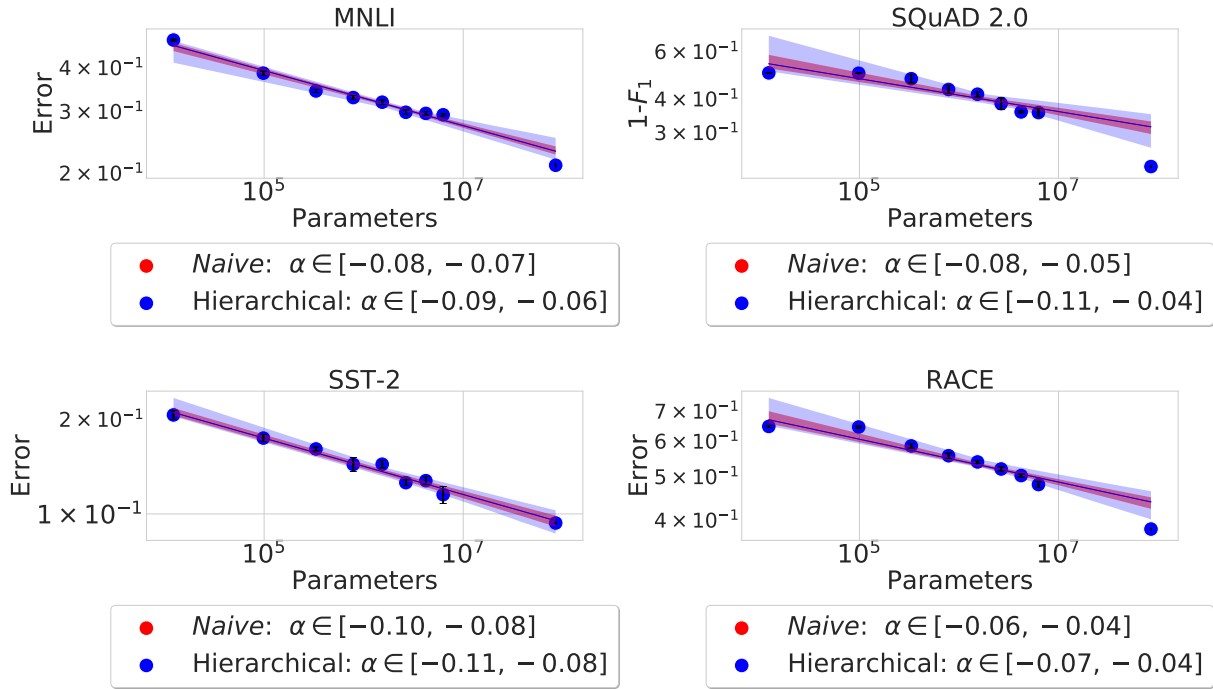 MNLI
Error
4 × 10⁻¹
3 × 10⁻¹
2 × 10⁻¹
10⁵
10⁷
Parameters
Naive: α ∈ [−0.08, −0.07]
Hierarchical: α ∈ [−0.09, −0.06]
SQuAD 2.0
1-F₁
6 × 10⁻¹
4 × 10⁻¹
3 × 10⁻¹
10⁵
10⁷
Parameters
Naive: α ∈ [−0.08, −0.05]
Hierarchical: α ∈ [−0.11, −0.04]
SST-2
Error
2 × 10⁻¹
1 × 10⁻¹
10⁵
10⁷
Parameters
Naive: α ∈ [−0.10, −0.08]
Hierarchical: α ∈ [−0.11, −0.08]
RACE
Error
7 × 10⁻¹
6 × 10⁻¹
5 × 10⁻¹
4 × 10⁻¹
10⁵
10⁷
Parameters
Naive: α ∈ [−0.06, −0.04]
Hierarchical: α ∈ [−0.07, −0.04]